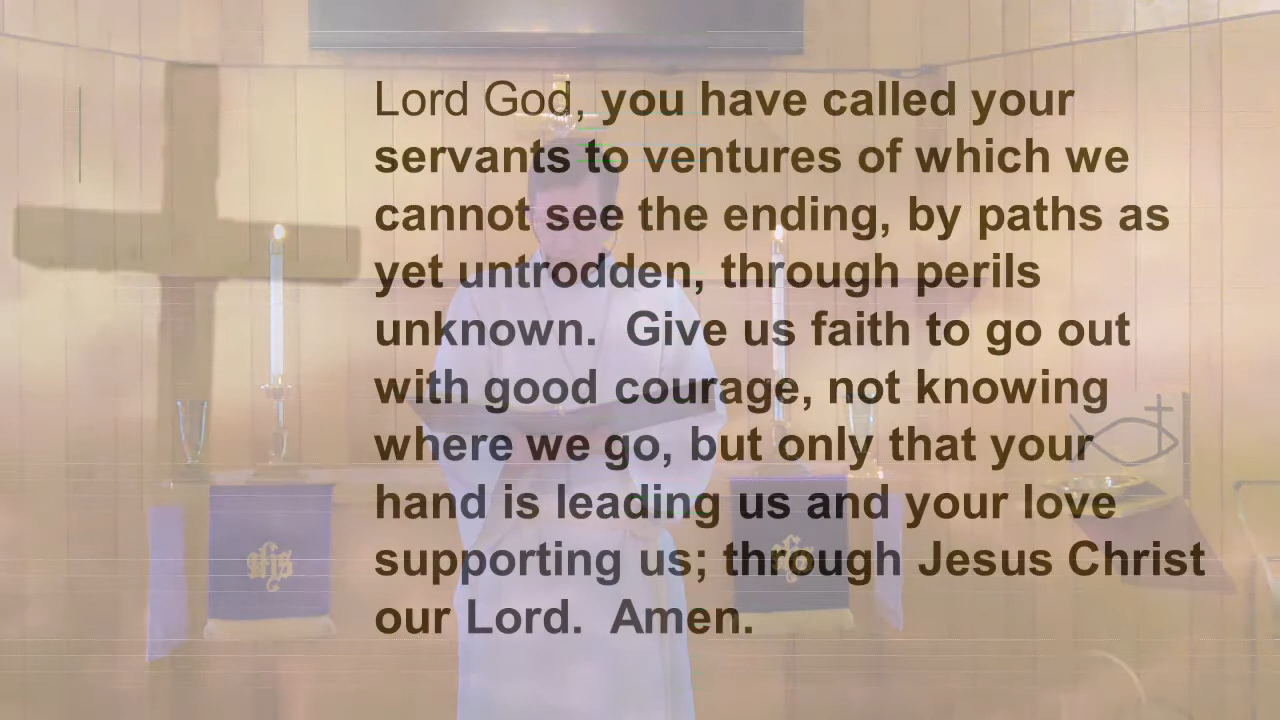 Lord God, you have called your
servants to ventures of which we
cannot see the ending, by paths as
yet untrodden, through perils
unknown.  Give us faith to go out
with good courage, not knowing
where we go, but only that your
hand is leading us and your love
supporting us; through Jesus Christ
our Lord.  Amen.